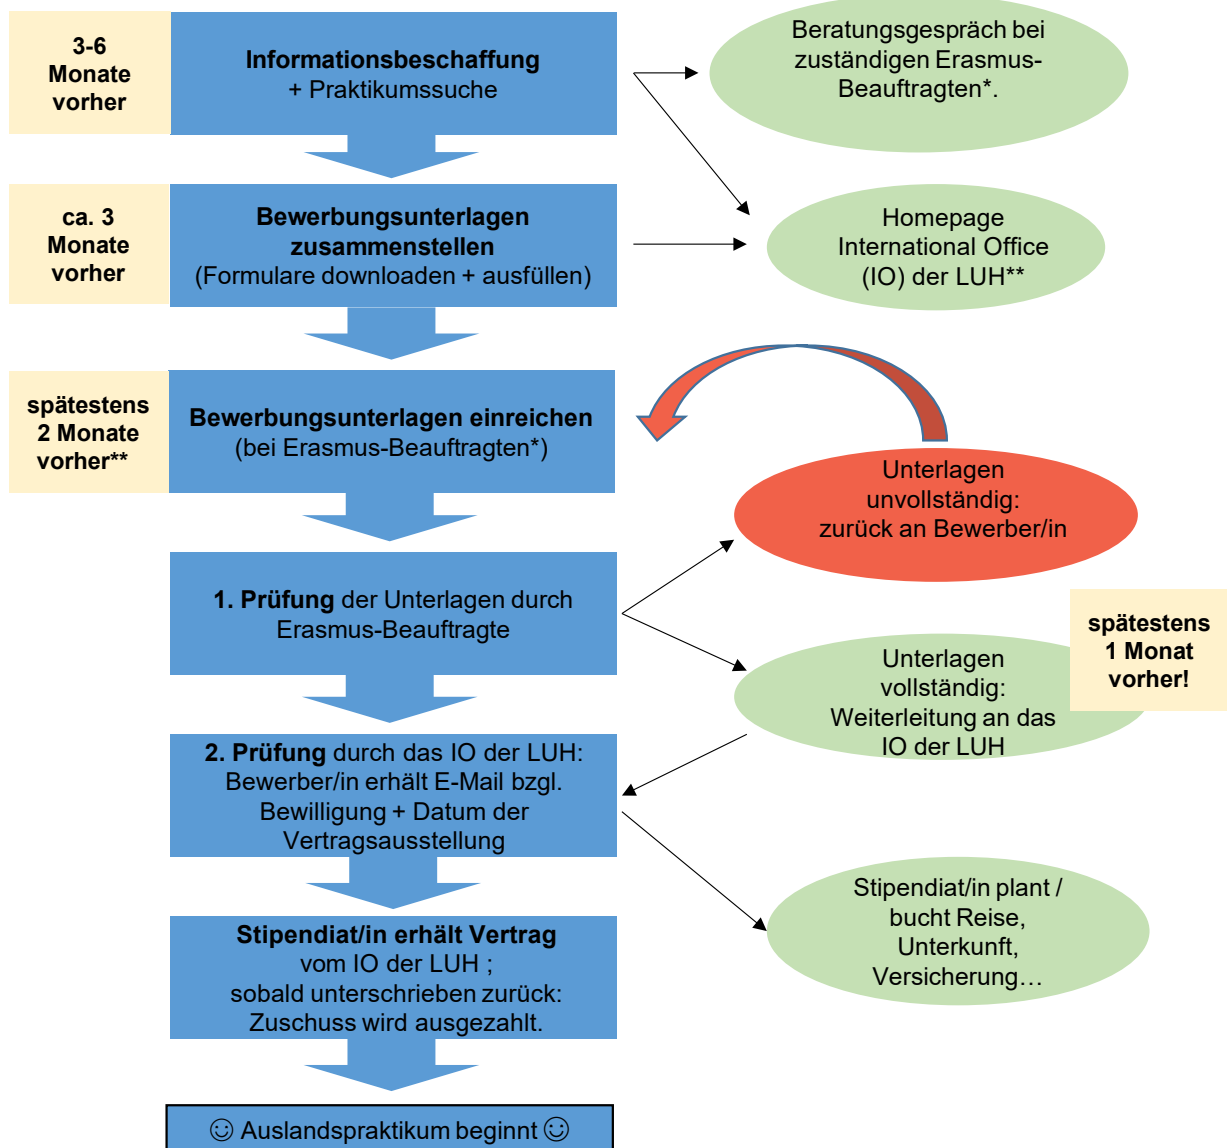 3-6
Monate
vorher
Informationsbeschaffung
+ Praktikumssuche
Beratungsgespräch bei
zuständigen Erasmus-
Beauftragten*.
ca. 3
Monate
vorher
Bewerbungsunterlagen
zusammenstellen
(Formulare downloaden + ausfüllen)
Homepage
International Office
(IO) der LUH**
spätestens
2 Monate
vorher**
Bewerbungsunterlagen einreichen
(bei Erasmus-Beauftragten*)
Unterlagen
unvollständig:
zurück an Bewerber/in
1. Prüfung der Unterlagen durch
Erasmus-Beauftragte
spätestens
1 Monat
vorher!
Unterlagen
vollständig:
Weiterleitung an das
IO der LUH
2. Prüfung durch das IO der LUH:
Bewerber/in erhält E-Mail bzgl.
Bewilligung + Datum der
Vertragsausstellung
Stipendiat/in plant /
bucht Reise,
Unterkunft,
Versicherung…
Stipendiat/in erhält Vertrag
vom IO der LUH ;
sobald unterschrieben zurück:
Zuschuss wird ausgezahlt.
☺ Auslandspraktikum beginnt ☺